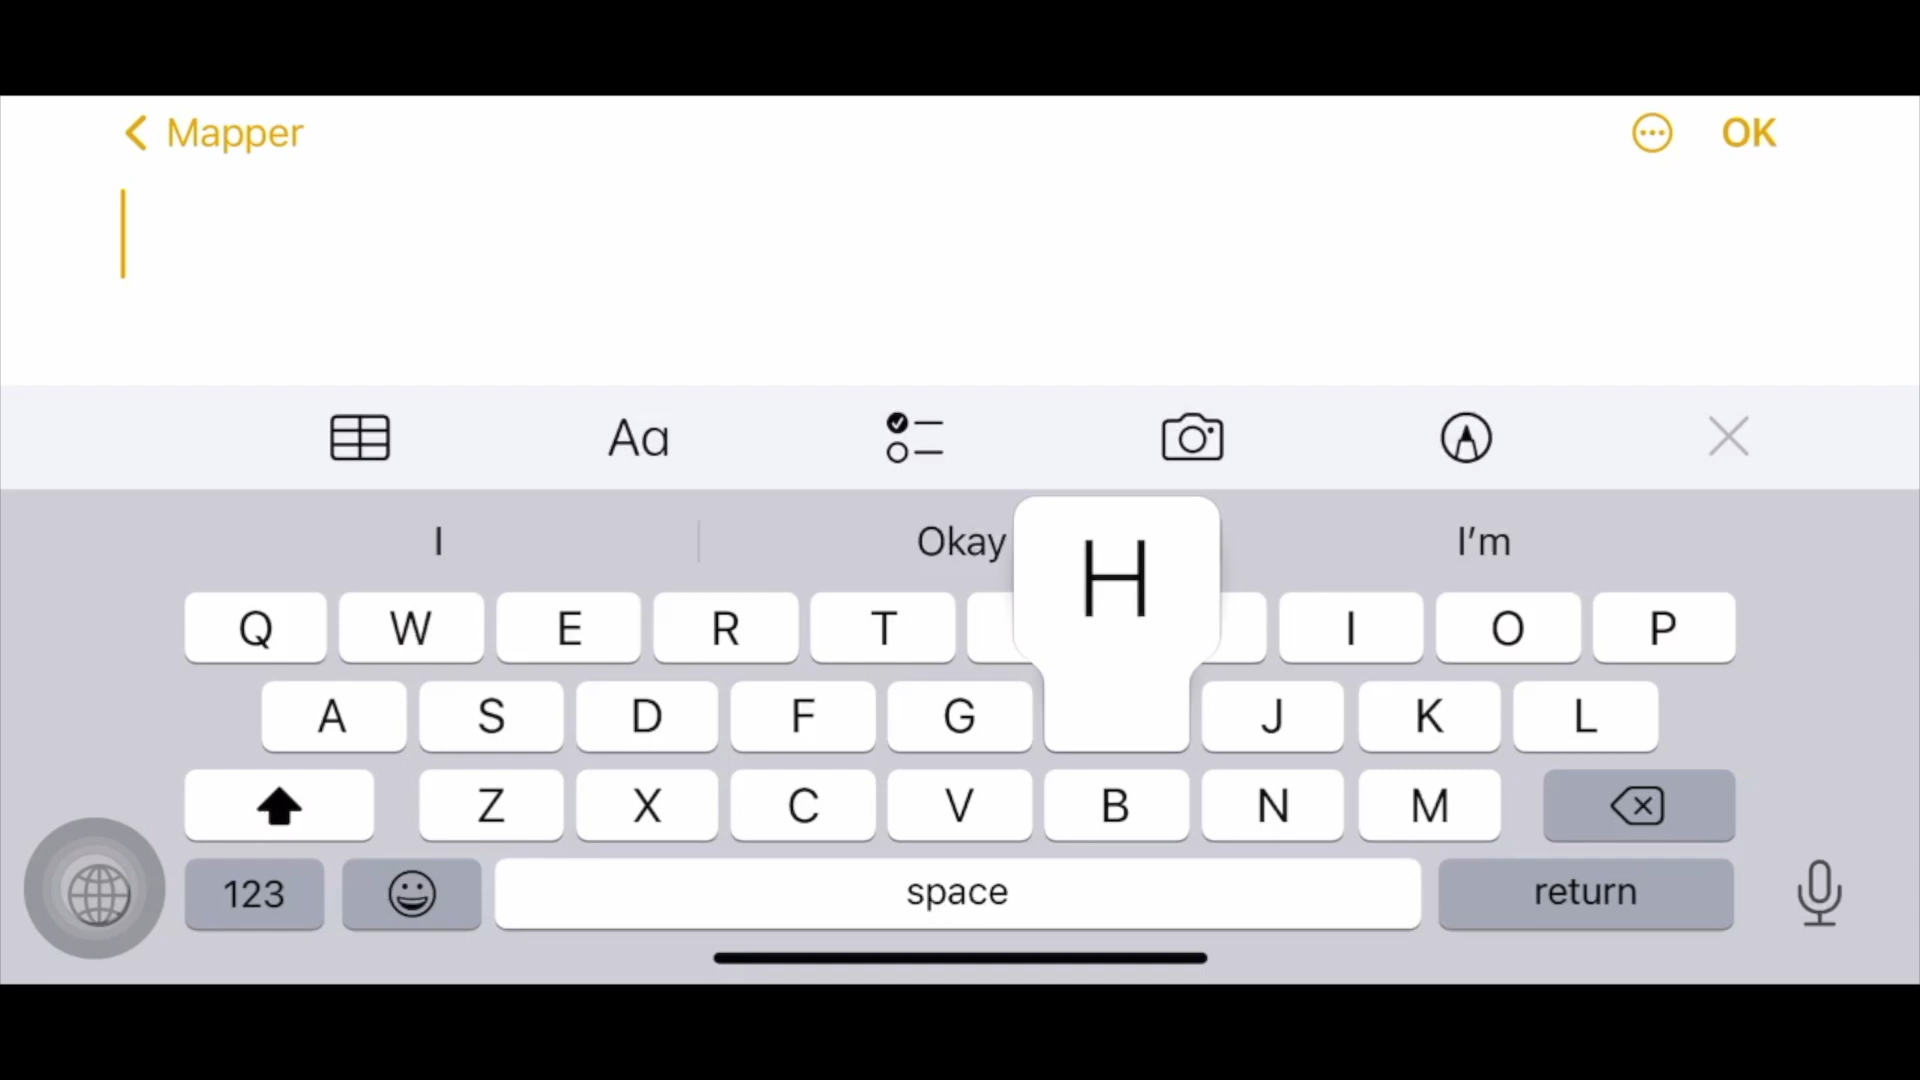 Mapper OK
Aa
I Okay I'm
H
Q W E R T I O P
A S D F G J K L
Z X C V B N M
123 space return